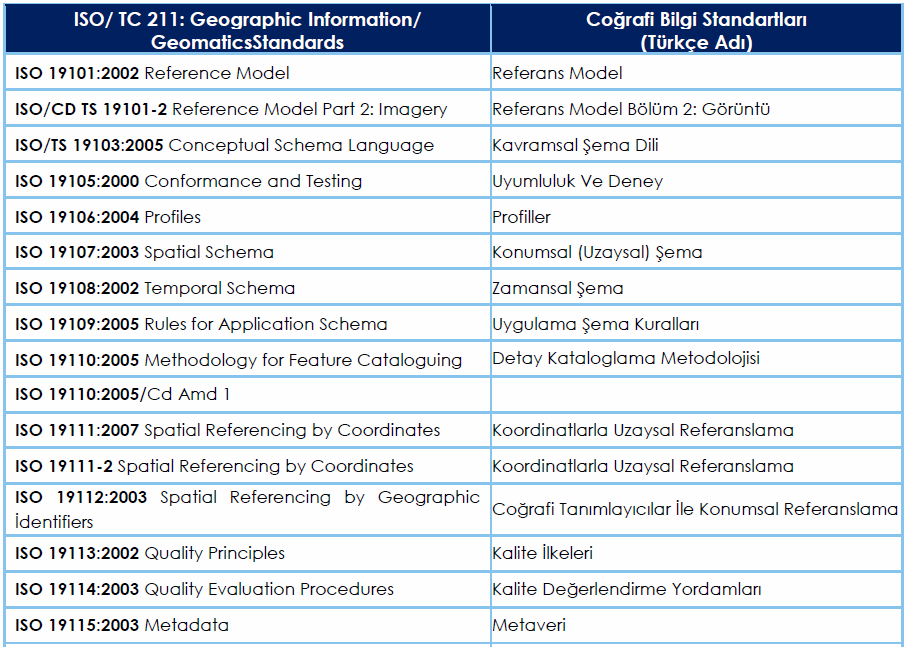 ISO/ TC 211: Geographic Information/
GeomaticsStandards
Coğrafi Bilgi Standartları
(Türkçe Adı)
ISO 19101:2002 Reference Model
Referans Model
ISO/CD TS 19101-2 Reference Model Part 2: Imagery
Referans Model Bölüm 2: Görüntü
ISO/TS 19103:2005 Conceptual Schema Language
Kavramsal Şema Dili
ISO 19105:2000 Conformance and Testing
Uyumluluk Ve Deney
ISO 19106:2004 Profiles
Profiller
ISO 19107:2003 Spatial Schema
Konumsal (Uzaysal) Şema
ISO 19108:2002 Temporal Schema
Zamansal Şema
ISO 19109:2005 Rules for Application Schema
Uygulama Şema Kuralları
ISO 19110:2005 Methodology for Feature Cataloguing
Detay Kataloglama Metodolojisi
ISO 19110:2005/Cd Amd 1
ISO 19111:2007 Spatial Referencing by Coordinates
Koordinatlarla Uzaysal Referanslama
ISO 19111-2 Spatial Referencing by Coordinates
Koordinatlarla Uzaysal Referanslama
ISO 19112:2003 Spatial Referencing by Geographic
İdentifiers
Coğrafi Tanımlayıcılar İle Konumsal Referanslama
ISO 19113:2002 Quality Principles
Kalite İlkeleri
ISO 19114:2003 Quality Evaluation Procedures
Kalite Değerlendirme Yordamları
ISO 19115:2003 Metadata
Metaveri